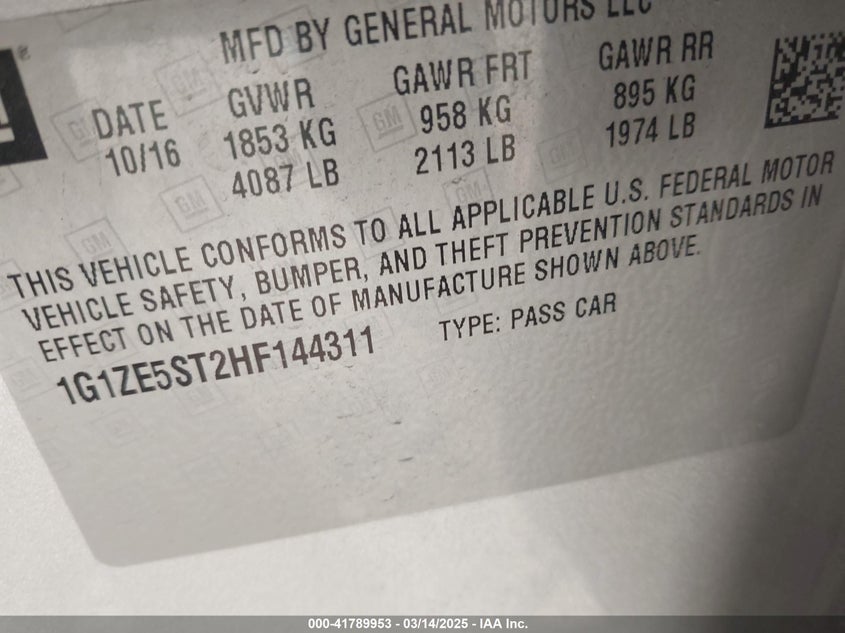 MFD BY GENERAL MOTORS LLC
DATE GVWR GAWR FRT GAWR RR
10/16 1853 KG 958 KG 895 KG
4087 LB 2113 LB 1974 LB
THIS VEHICLE CONFORMS TO ALL APPLICABLE U.S. FEDERAL MOTOR
VEHICLE SAFETY, BUMPER, AND THEFT PREVENTION STANDARDS IN
EFFECT ON THE DATE OF MANUFACTURE SHOWN ABOVE.
1G1ZE5ST2HF144311 TYPE: PASS CAR
000-41789953 - 03/14/2025 - IAA Inc.